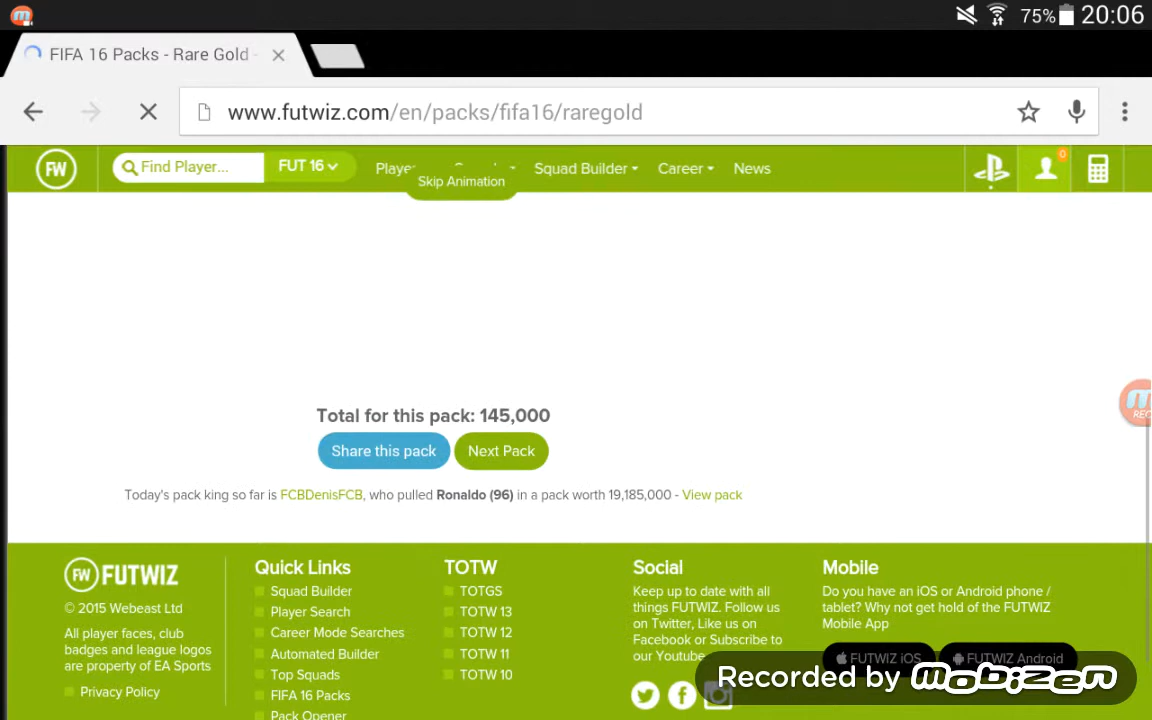 75% 20:06
FIFA 16 Packs - Rare Gold -
www.futwiz.com/en/packs/fifa16/raregold
FW Find Player... FUT 16 Squad Builder Career News 0
Skip Animation
REC
Total for this pack: 145,000
Share this pack Next Pack
Today's pack king so far is FCBDenisFCB, who pulled Ronaldo (96) in a pack worth 19,185,000 - View pack
FW FUTWIZ
© 2015 Webeast Ltd
All player faces, club
badges and league logos
are property of EA Sports
Privacy Policy
Quick Links
Squad Builder
Player Search
Career Mode Searches
Automated Builder
Top Squads
FIFA 16 Packs
Pack Opener
TOTW
TOTGS
TOTW 13
TOTW 12
TOTW 11
TOTW 10
Social
Keep up to date with all
things FUTWIZ. Follow us
on Twitter, Like us on
Facebook or Subscribe to
our Youtube
Mobile
Do you have an iOS or Android phone /
tablet? Why not get hold of the FUTWIZ
Mobile App
FUTWIZ iOS FUTWIZ Android
Recorded by mobizen